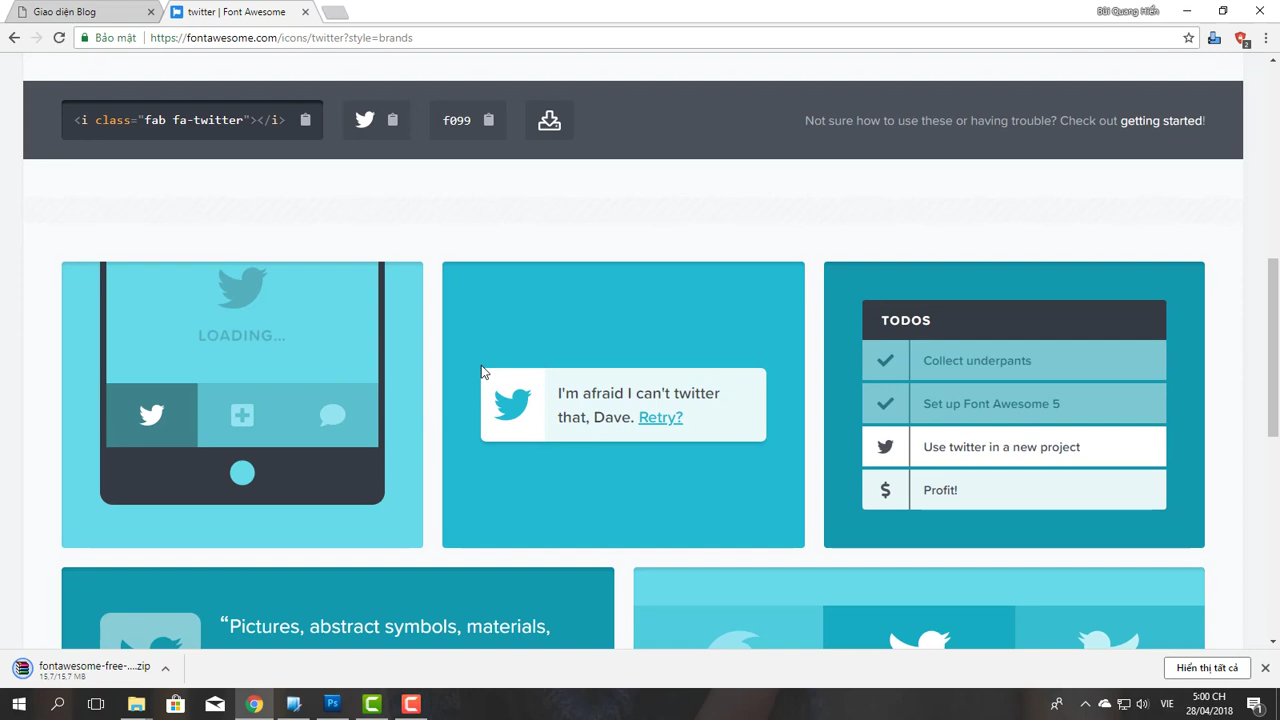 Giao diện Blog
twitter | Font Awesome
Bùi Quang Hiển
Bảo mật
https://fontawesome.com/icons/twitter?style=brands
2
<i class="fab fa-twitter"></i>
f099
Not sure how to use these or having trouble? Check out getting started!
LOADING...
I'm afraid I can't twitter
that, Dave. Retry?
TODOS
Collect underpants
Set up Font Awesome 5
Use twitter in a new project
$ Profit!
“Pictures, abstract symbols, materials,
fontawesome-free-....zip
15,7/15,7 MB
Hiển thị tất cả
Ps
VIE
5:00 CH
28/04/2018
1